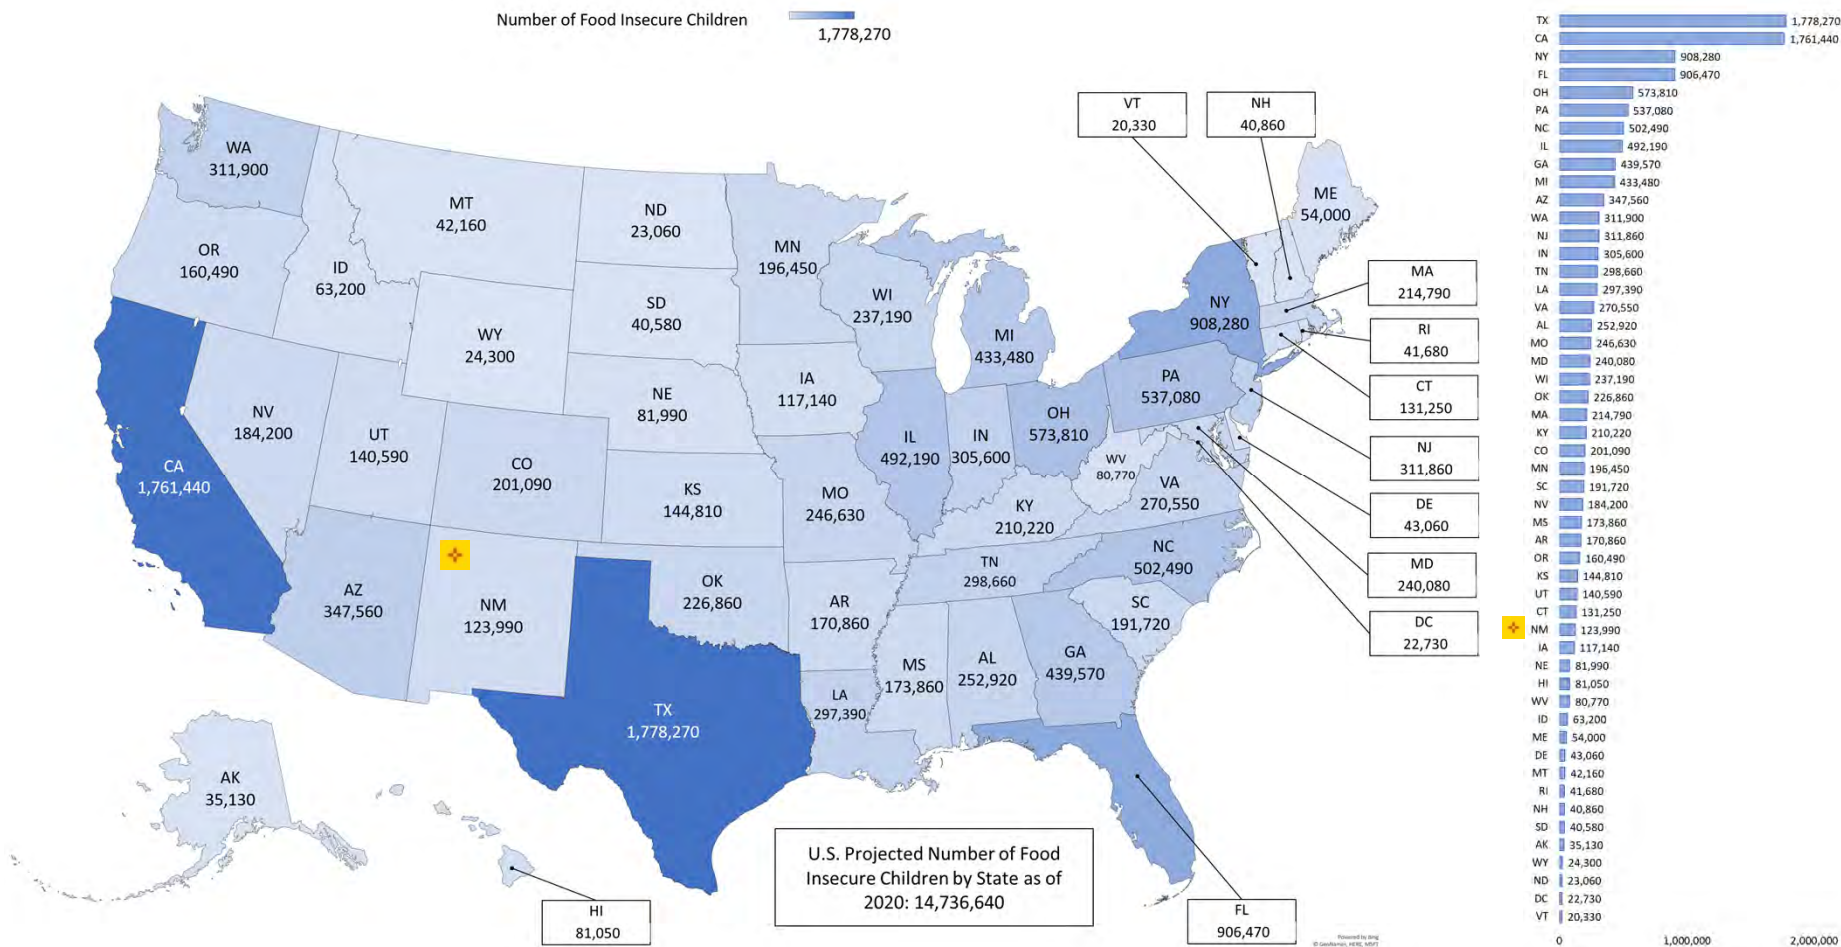 Number of Food Insecure Children
1,778,270
WA
311,900
MT
42,160
ND
23,060
MN
196,450
OR
160,490
ID
63,200
WY
24,300
SD
40,580
WI
237,190
MI
433,480
NY
908,280
VT
20,330
NH
40,860
ME
54,000
MA
214,790
RI
41,680
CT
131,250
NJ
311,860
DE
43,060
MD
240,080
DC
22,730
NV
184,200
UT
140,590
CO
201,090
NE
81,990
IA
117,140
IL
492,190
IN
305,600
OH
573,810
PA
537,080
CA
1,761,440
KS
144,810
MO
246,630
KY
210,220
WV
80,770
VA
270,550
AZ
347,560
NM
123,990
OK
226,860
AR
170,860
TN
298,660
NC
502,490
SC
191,720
TX
1,778,270
LA
297,390
MS
173,860
AL
252,920
GA
439,570
AK
35,130
HI
81,050
FL
906,470
U.S. Projected Number of Food
Insecure Children by State as of
2020: 14,736,640
Powered by Bing
© GeoNames, HERE, MSFT
TX 1,778,270
CA 1,761,440
NY 908,280
FL 906,470
OH 573,810
PA 537,080
NC 502,490
IL 492,190
GA 439,570
MI 433,480
AZ 347,560
WA 311,900
NJ 311,860
IN 305,600
TN 298,660
LA 297,390
VA 270,550
AL 252,920
MO 246,630
MD 240,080
WI 237,190
OK 226,860
MA 214,790
KY 210,220
CO 201,090
MN 196,450
SC 191,720
NV 184,200
MS 173,860
AR 170,860
OR 160,490
KS 144,810
UT 140,590
CT 131,250
NM 123,990
IA 117,140
NE 81,990
HI 81,050
WV 80,770
ID 63,200
ME 54,000
DE 43,060
MT 42,160
RI 41,680
NH 40,860
SD 40,580
AK 35,130
WY 24,300
ND 23,060
DC 22,730
VT 20,330
0 1,000,000 2,000,000